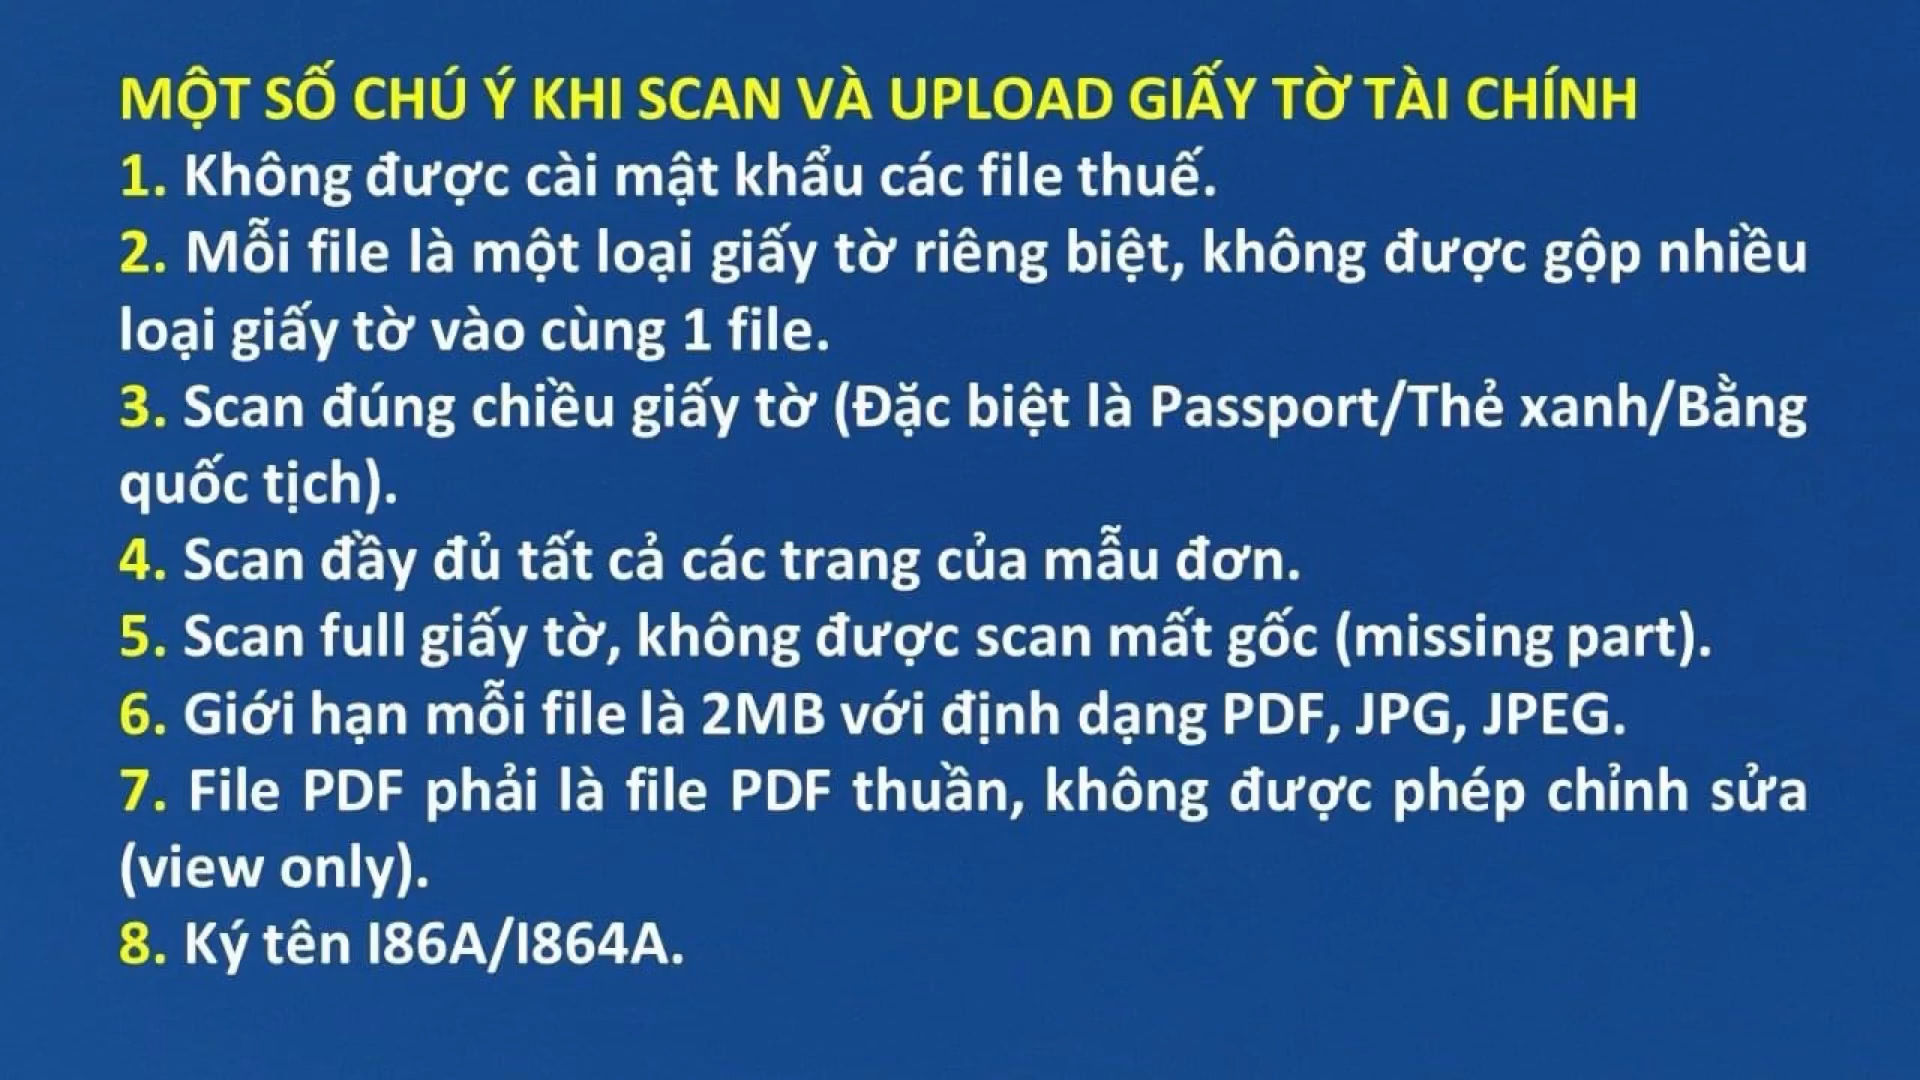 MỘT SỐ CHÚ Ý KHI SCAN VÀ UPLOAD GIẤY TỜ TÀI CHÍNH
1. Không được cài mật khẩu các file thuế.
2. Mỗi file là một loại giấy tờ riêng biệt, không được gộp nhiều
loại giấy tờ vào cùng 1 file.
3. Scan đúng chiều giấy tờ (Đặc biệt là Passport/Thẻ xanh/Bằng
quốc tịch).
4. Scan đầy đủ tất cả các trang của mẫu đơn.
5. Scan full giấy tờ, không được scan mất gốc (missing part).
6. Giới hạn mỗi file là 2MB với định dạng PDF, JPG, JPEG.
7. File PDF phải là file PDF thuần, không được phép chỉnh sửa
(view only).
8. Ký tên I86A/I864A.